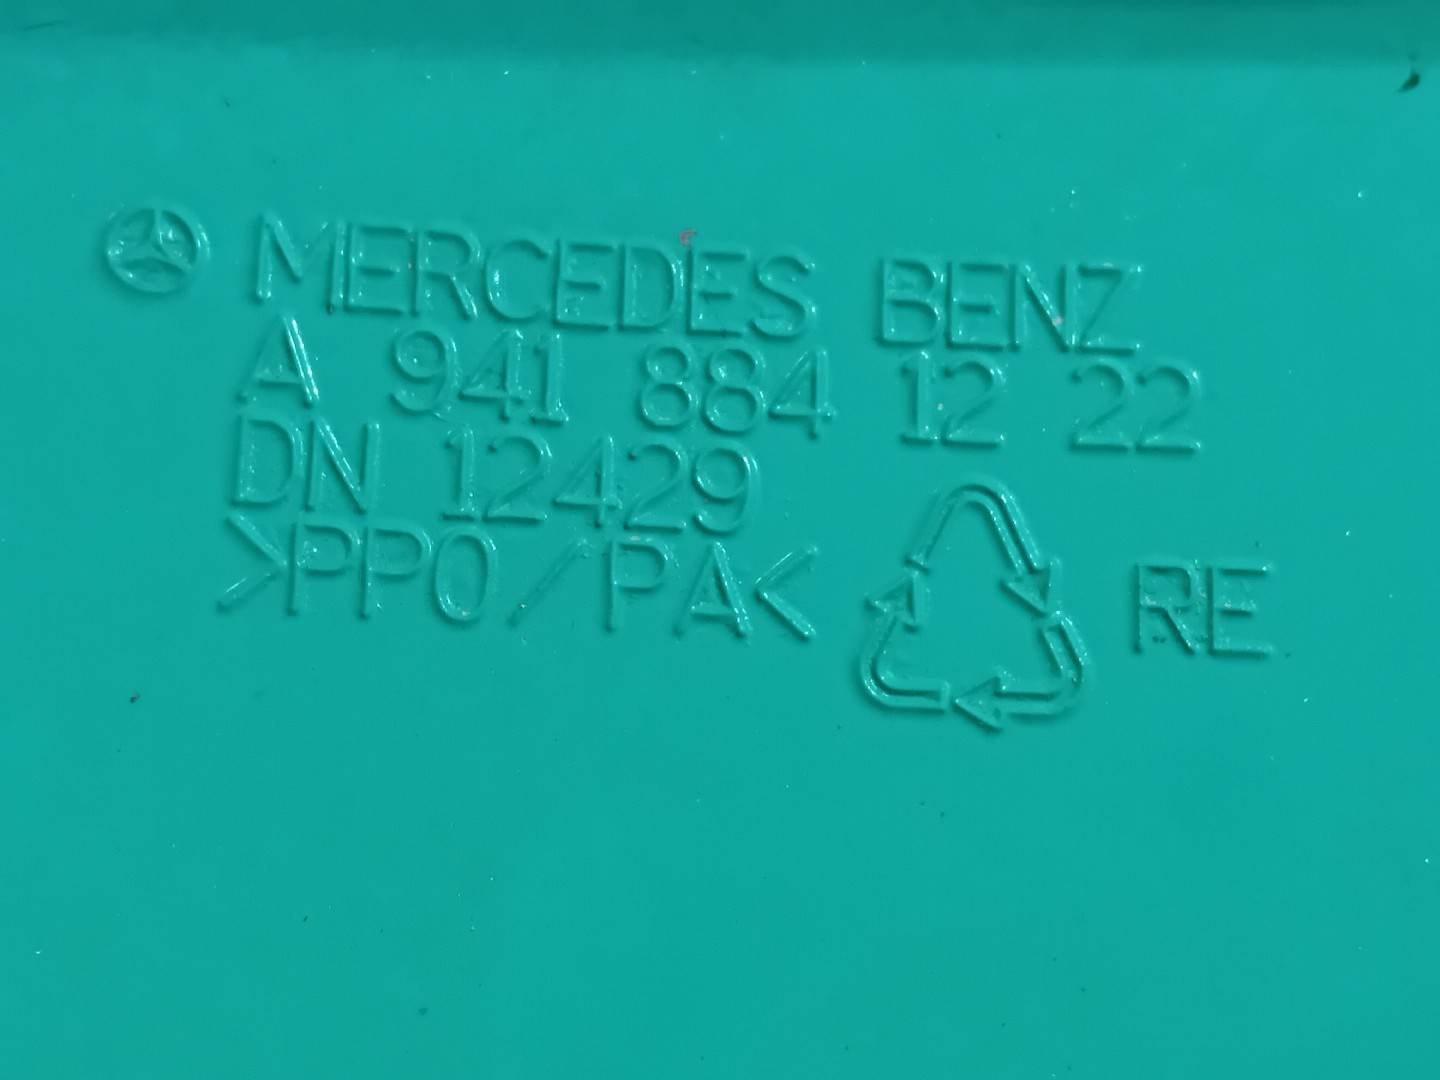 MERCEDES BENZ
A 941 884 12 22
DN 12429
>PPO/PA< RE